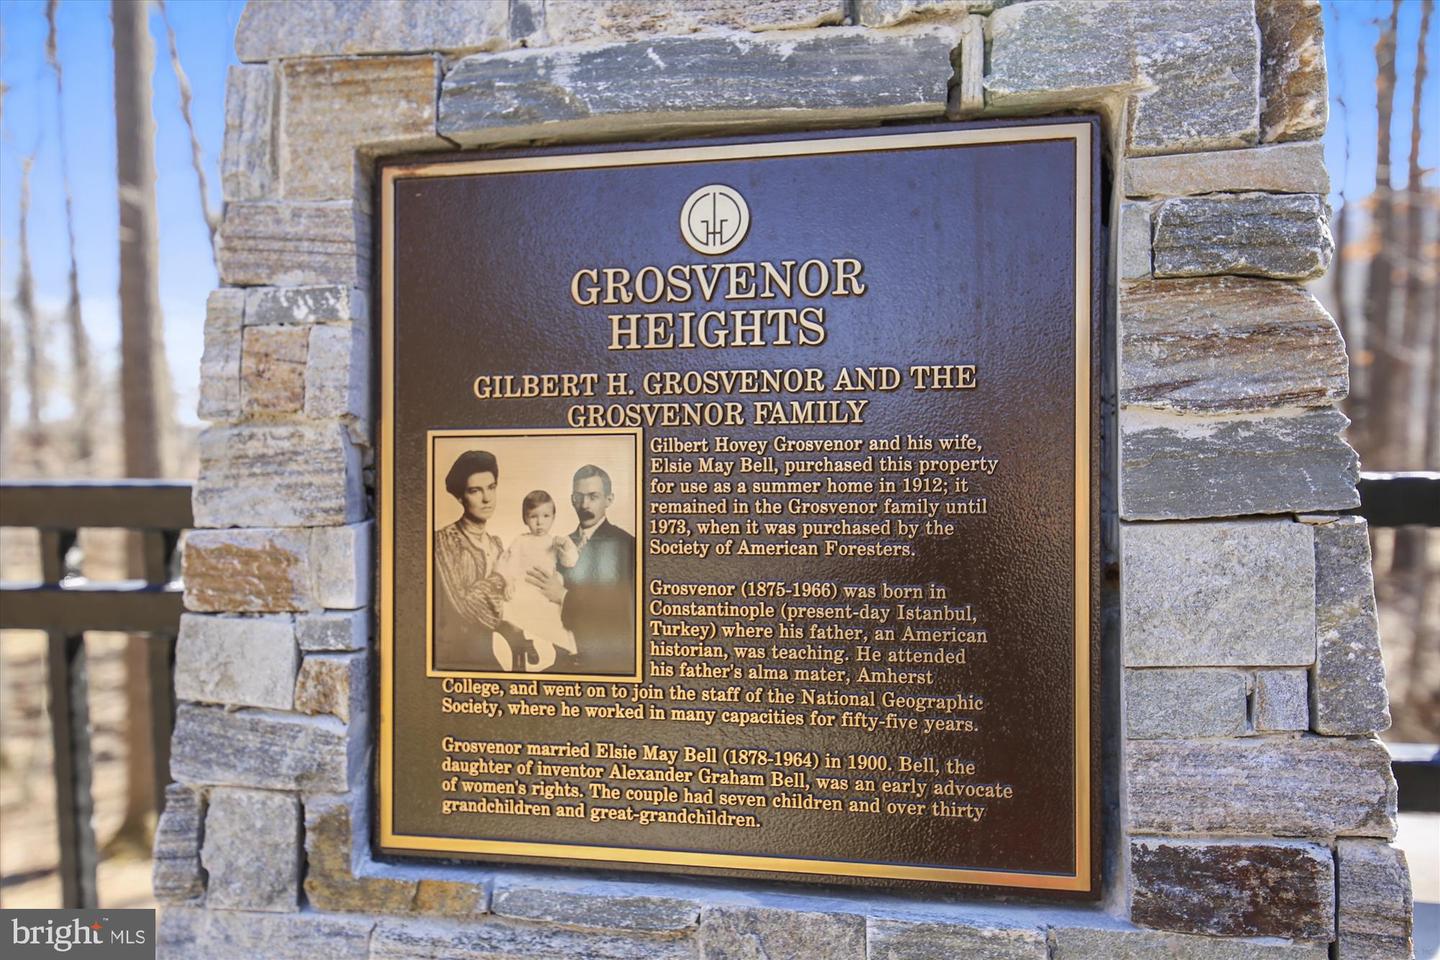 GROSVENOR
HEIGHTS
GILBERT H. GROSVENOR AND THE
GROSVENOR FAMILY
Gilbert Hovey Grosvenor and his wife,
Elsie May Bell, purchased this property
for use as a summer home in 1912; it
remained in the Grosvenor family until
1973, when it was purchased by the
Society of American Foresters.
Grosvenor (1875-1966) was born in
Constantinople (present-day Istanbul,
Turkey) where his father, an American
historian, was teaching. He attended
his father's alma mater, Amherst
College, and went on to join the staff of the National Geographic
Society, where he worked in many capacities for fifty-five years.
Grosvenor married Elsie May Bell (1878-1964) in 1900. Bell, the
daughter of inventor Alexander Graham Bell, was an early advocate
of women's rights. The couple had seven children and over thirty
grandchildren and great-grandchildren.
bright™ MLS